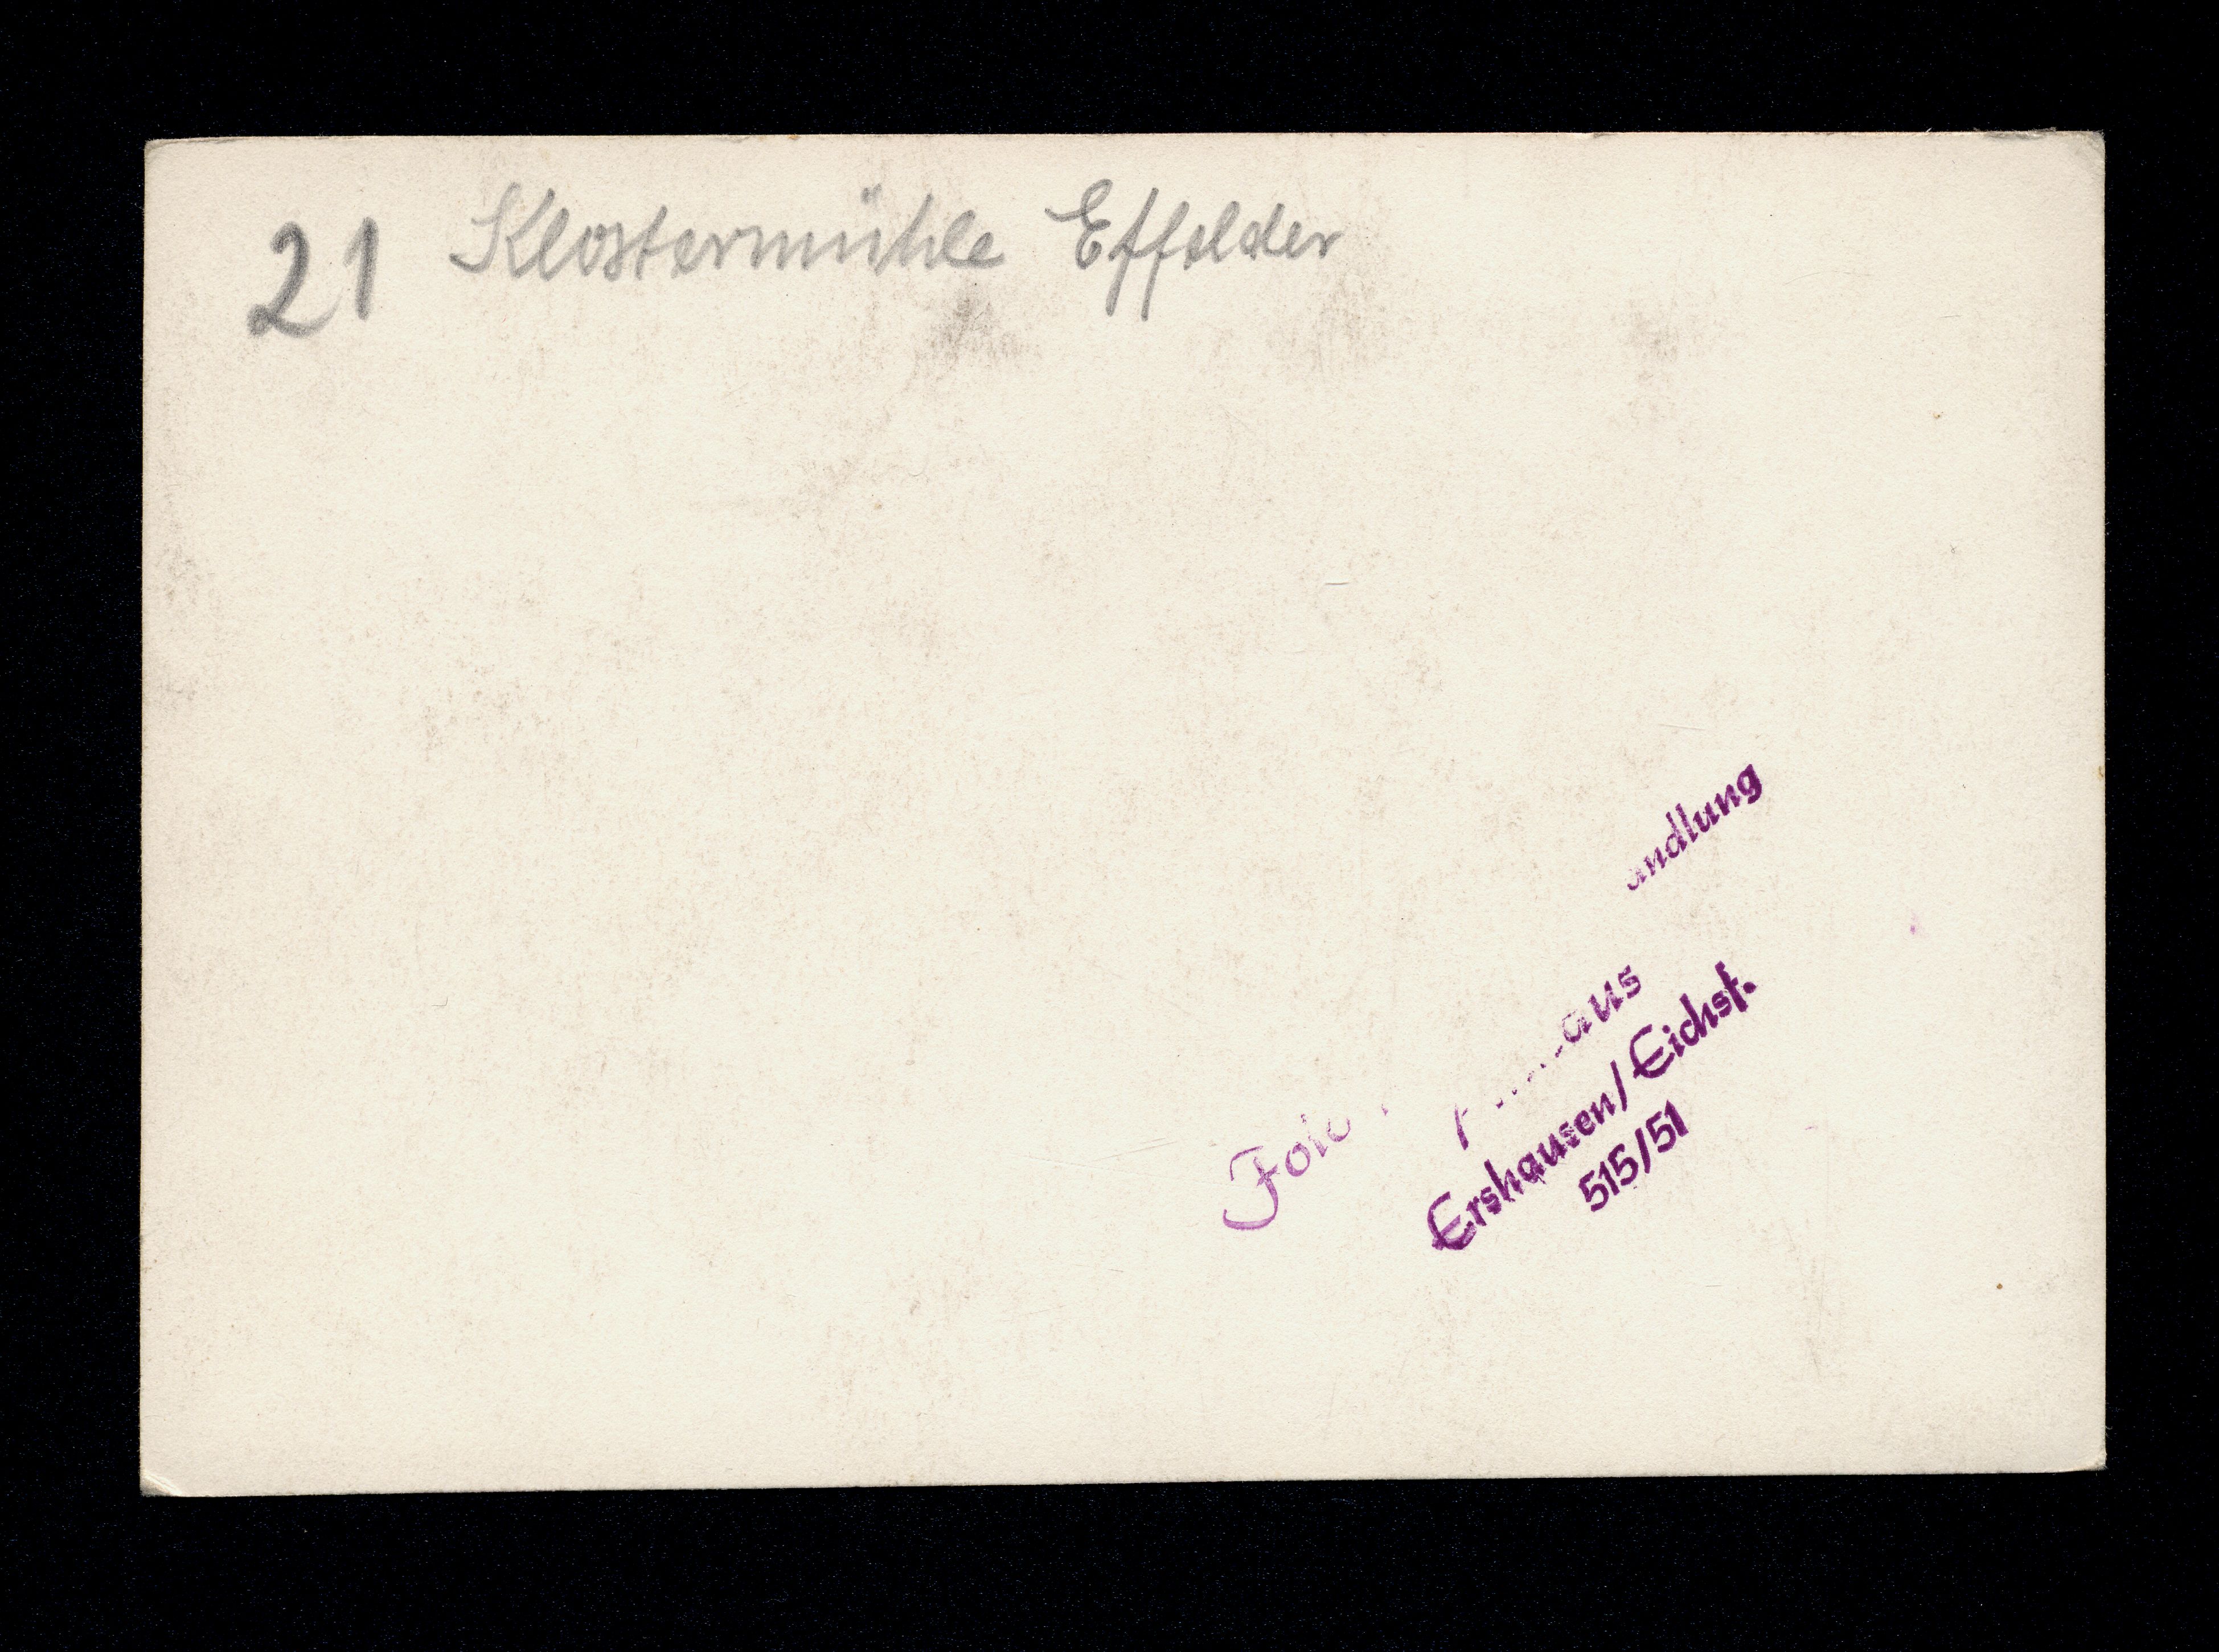 21 Klostermühle Effelder
andlung
Foto
aus
Ershausen/Eichsf.
515/51